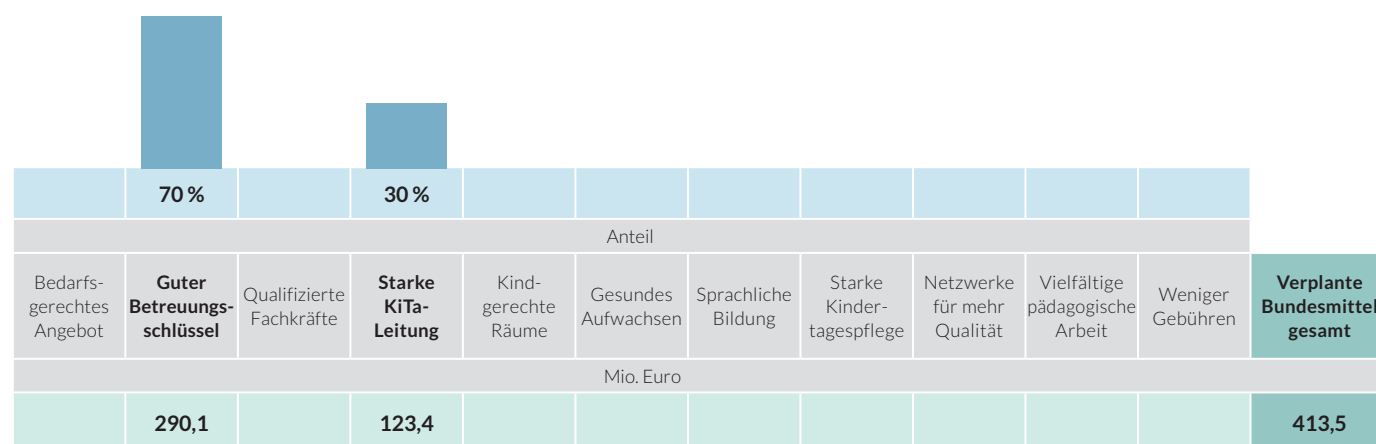 70 %
30 %
Anteil
Bedarfs-
gerechtes
Angebot
Guter
Betreuungs-
schlüssel
Qualifizierte
Fachkräfte
Starke
KiTa-
Leitung
Kind-
gerechte
Räume
Gesundes
Aufwachsen
Sprachliche
Bildung
Starke
Kinder-
tagespflege
Netzwerke
für mehr
Qualität
Vielfältige
pädagogische
Arbeit
Weniger
Gebühren
Verplante
Bundesmittel
gesamt
Mio. Euro
290,1
123,4
413,5